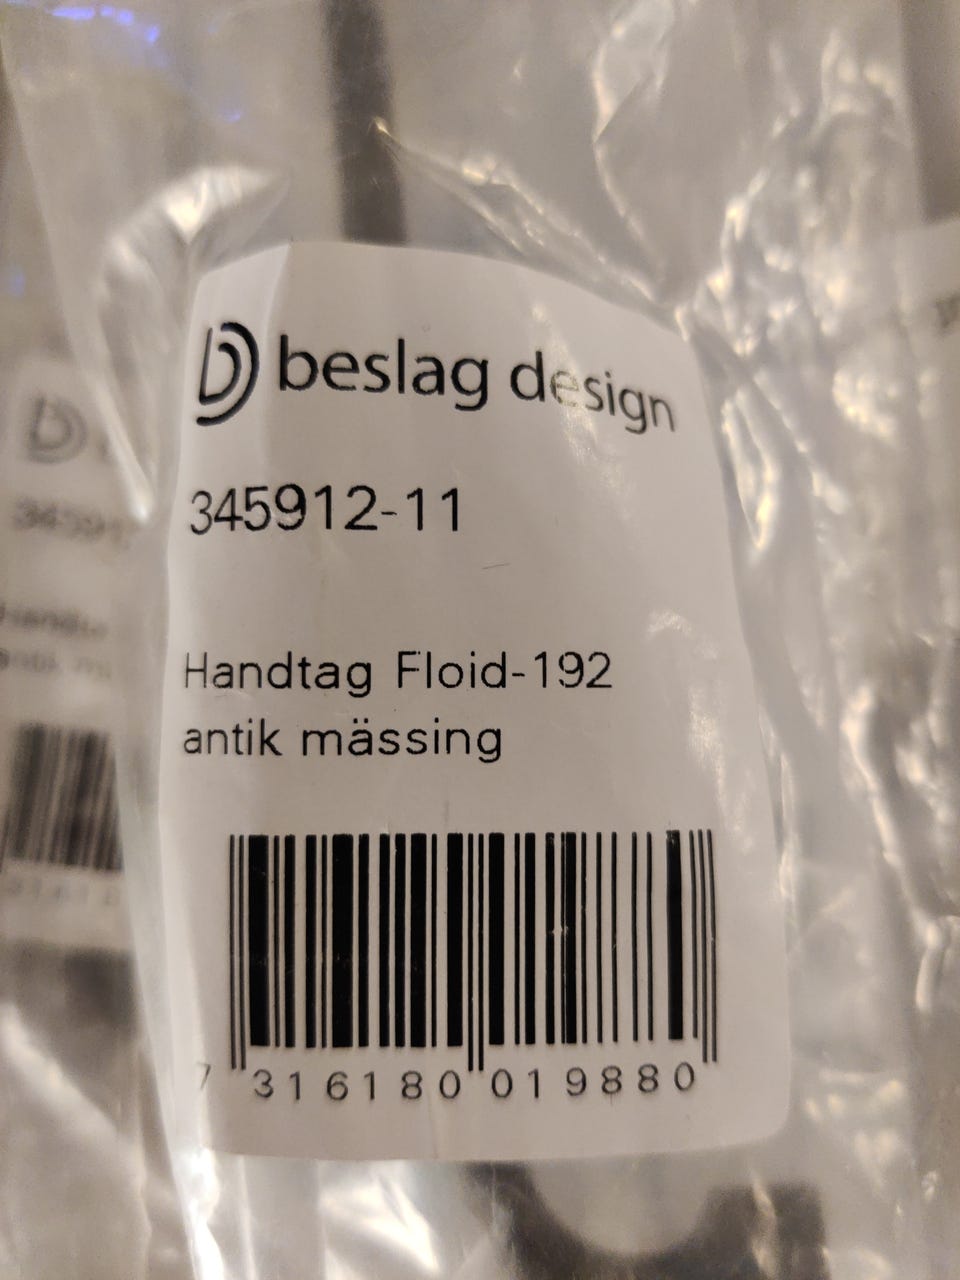 beslag design
345912-11
Handtag Floid-192
antik mässing
7 316180 019880